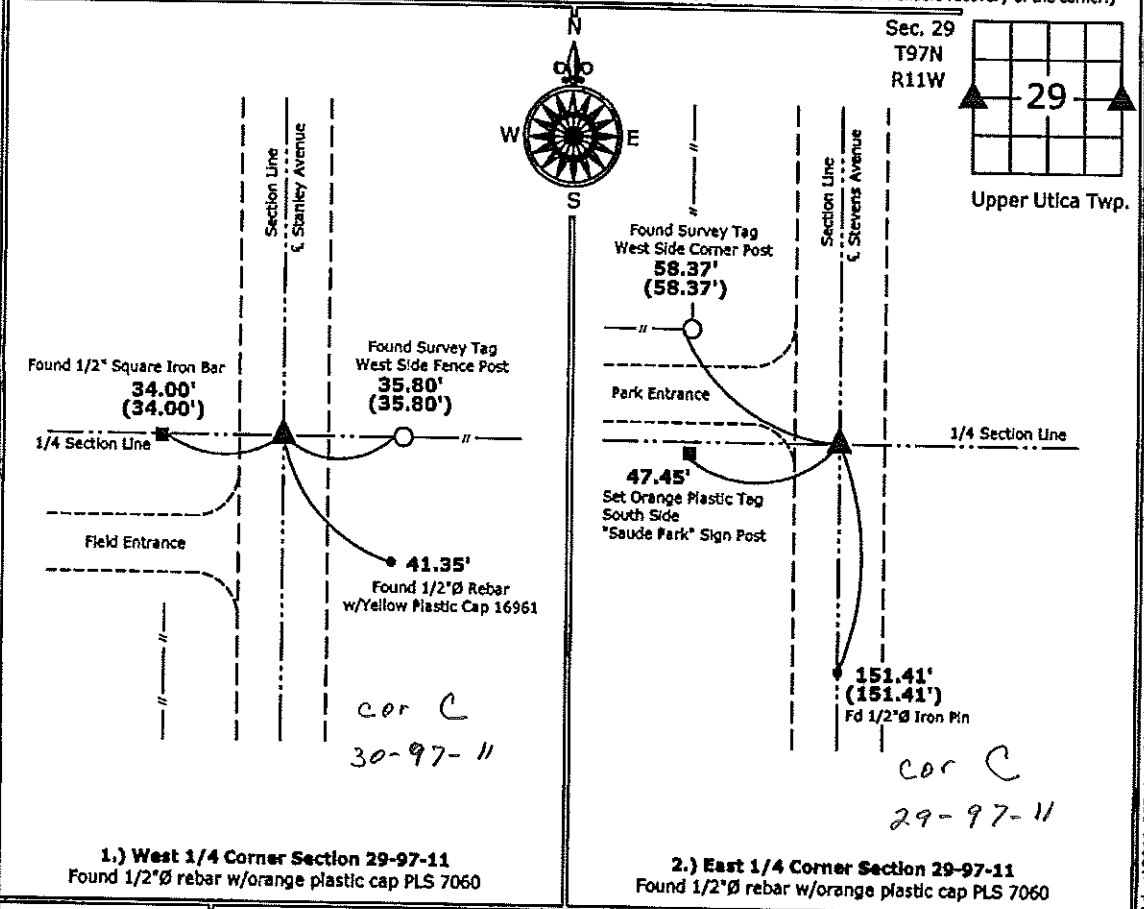 recovery of the corner.)
N
W
E
S
Sec. 29
T97N
R11W
29
Upper Utica Twp.
Section Line
℄ Stanley Avenue
Found 1/2" Square Iron Bar
34.00'
(34.00')
Found Survey Tag
West Side Fence Post
35.80'
(35.80')
1/4 Section Line
Field Entrance
41.35'
Found 1/2"Ø Rebar
w/Yellow Plastic Cap 16961
cor C
30-97-11
1.) West 1/4 Corner Section 29-97-11
Found 1/2"Ø rebar w/orange plastic cap PLS 7060
Section Line
℄ Stevens Avenue
Found Survey Tag
West Side Corner Post
58.37'
(58.37')
Park Entrance
1/4 Section Line
47.45'
Set Orange Plastic Tag
South Side
"Saude Park" Sign Post
151.41'
(151.41')
Fd 1/2"Ø Iron Pin
cor C
29-97-11
2.) East 1/4 Corner Section 29-97-11
Found 1/2"Ø rebar w/orange plastic cap PLS 7060